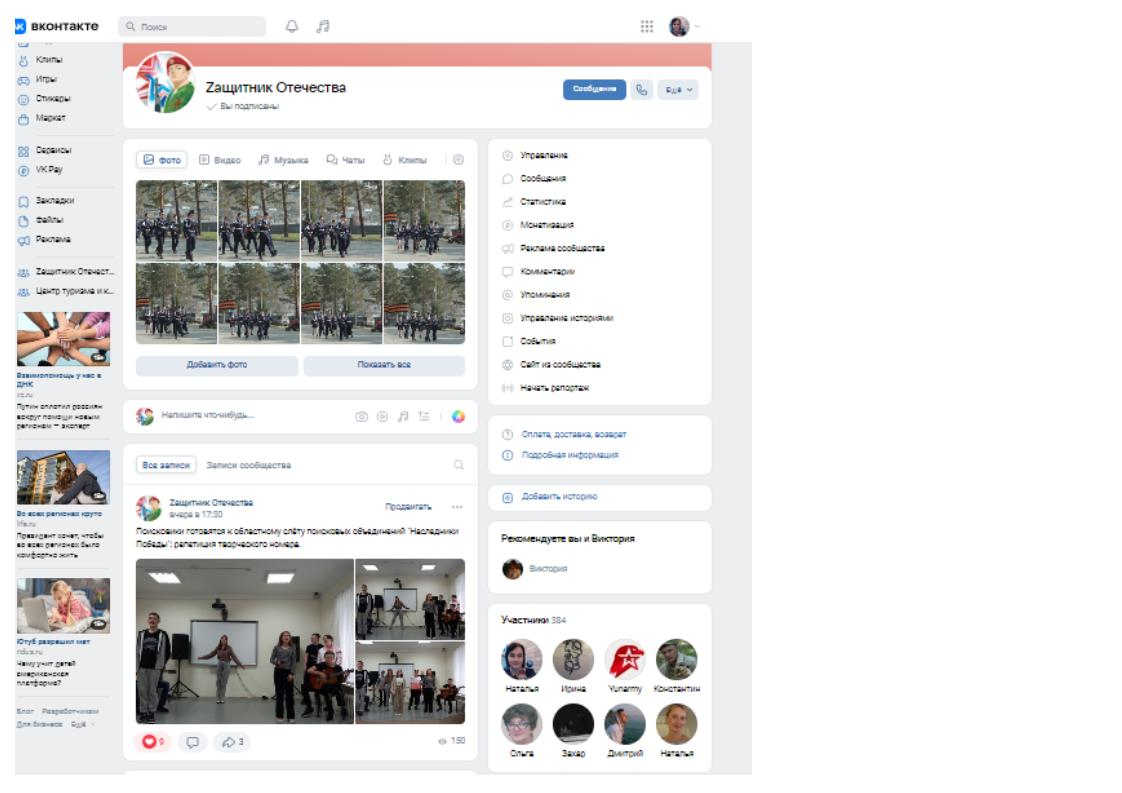 вконтакте
Поиск
Клипы
Игры
Стикеры
Маркет
Сервисы
VK Pay
Закладки
Файлы
Реклама
Zащитник Отечест...
Центр туризма и к...
Взаимопомощь у нас в
ДНК
Путин сплотил россиян
вокруг помощи новым
регионам — эксперт
Во всех регионах круто
life.ru
Президент хочет, чтобы
во всех регионах было
комфортно жить
Ютуб разрешил мат
ridus.ru
Чему учит детей
американская
платформа?
Блог Разработчикам
Для бизнеса Ещё
Zащитник Отечества
Вы подписаны
Сообщения
Ещё
Фото
Видео
Музыка
Чаты
Клипы
Добавить фото
Показать все
Напишите что-нибудь...
Все записи
Записи сообщества
Zащитник Отечества
вчера в 17:30
Продвигать
Поисковики готовятся к областному слёту поисковых объединений "Наследники
Победы": репетиция творческого номера.
9
3
150
Управление
Сообщения
Статистика
Монетизация
Реклама сообщества
Комментарии
Упоминания
Управление историями
События
Сайт из сообщества
Начать репортаж
Оплата, доставка, возврат
Подробная информация
Добавить историю
Рекомендуете вы и Виктория
Виктория
Участники 384
Наталья
Ирина
Yunarmy
Константин
Ольга
Захар
Дмитрий
Наталья